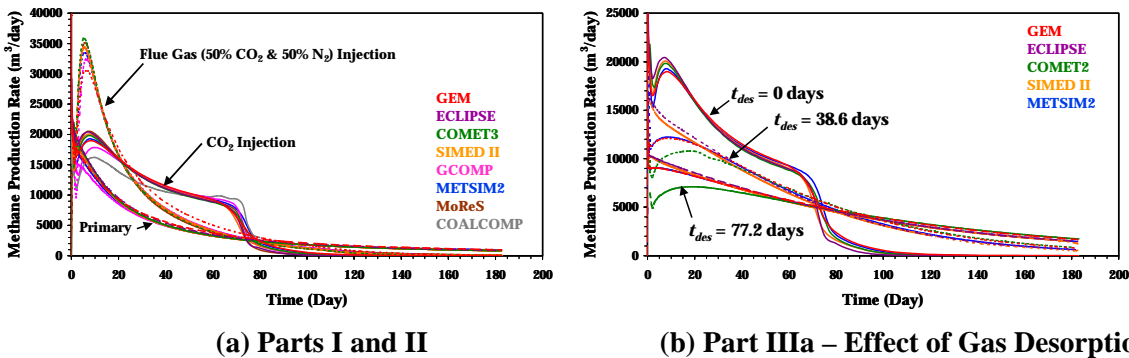 Methane Production Rate (m³/day)
40000
35000
30000
25000
20000
15000
10000
5000
0
Flue Gas (50% CO₂ & 50% N₂) Injection
CO₂ Injection
Primary
GEM
ECLIPSE
COMET3
SIMED II
GCOMP
METSIM2
MoReS
COALCOMP
0 20 40 60 80 100 120 140 160 180 200
Time (Day)
(a) Parts I and II
Methane Production Rate (m³/day)
25000
20000
15000
10000
5000
0
t_des = 0 days
t_des = 38.6 days
t_des = 77.2 days
GEM
ECLIPSE
COMET2
SIMED II
METSIM2
0 20 40 60 80 100 120 140 160 180 200
Time (Day)
(b) Part IIIa – Effect of Gas Desorptio